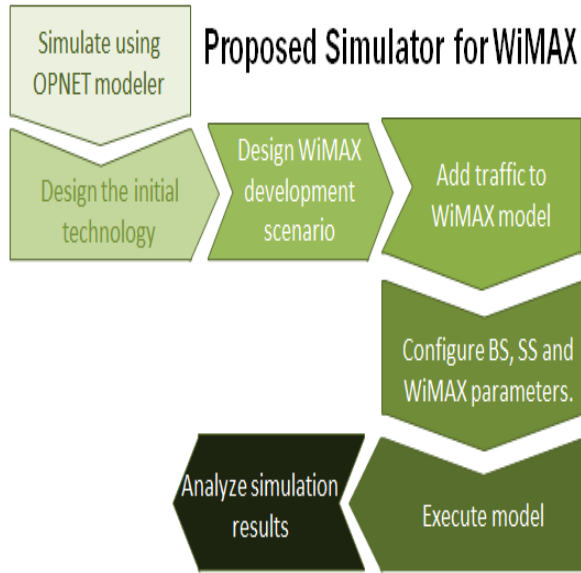 Proposed Simulator for WiMAX
Simulate using
OPNET modeler
Design the initial
technology
Design WiMAX
development
scenario
Add traffic to
WiMAX model
Configure BS, SS and
WiMAX parameters.
Execute model
Analyze simulation
results